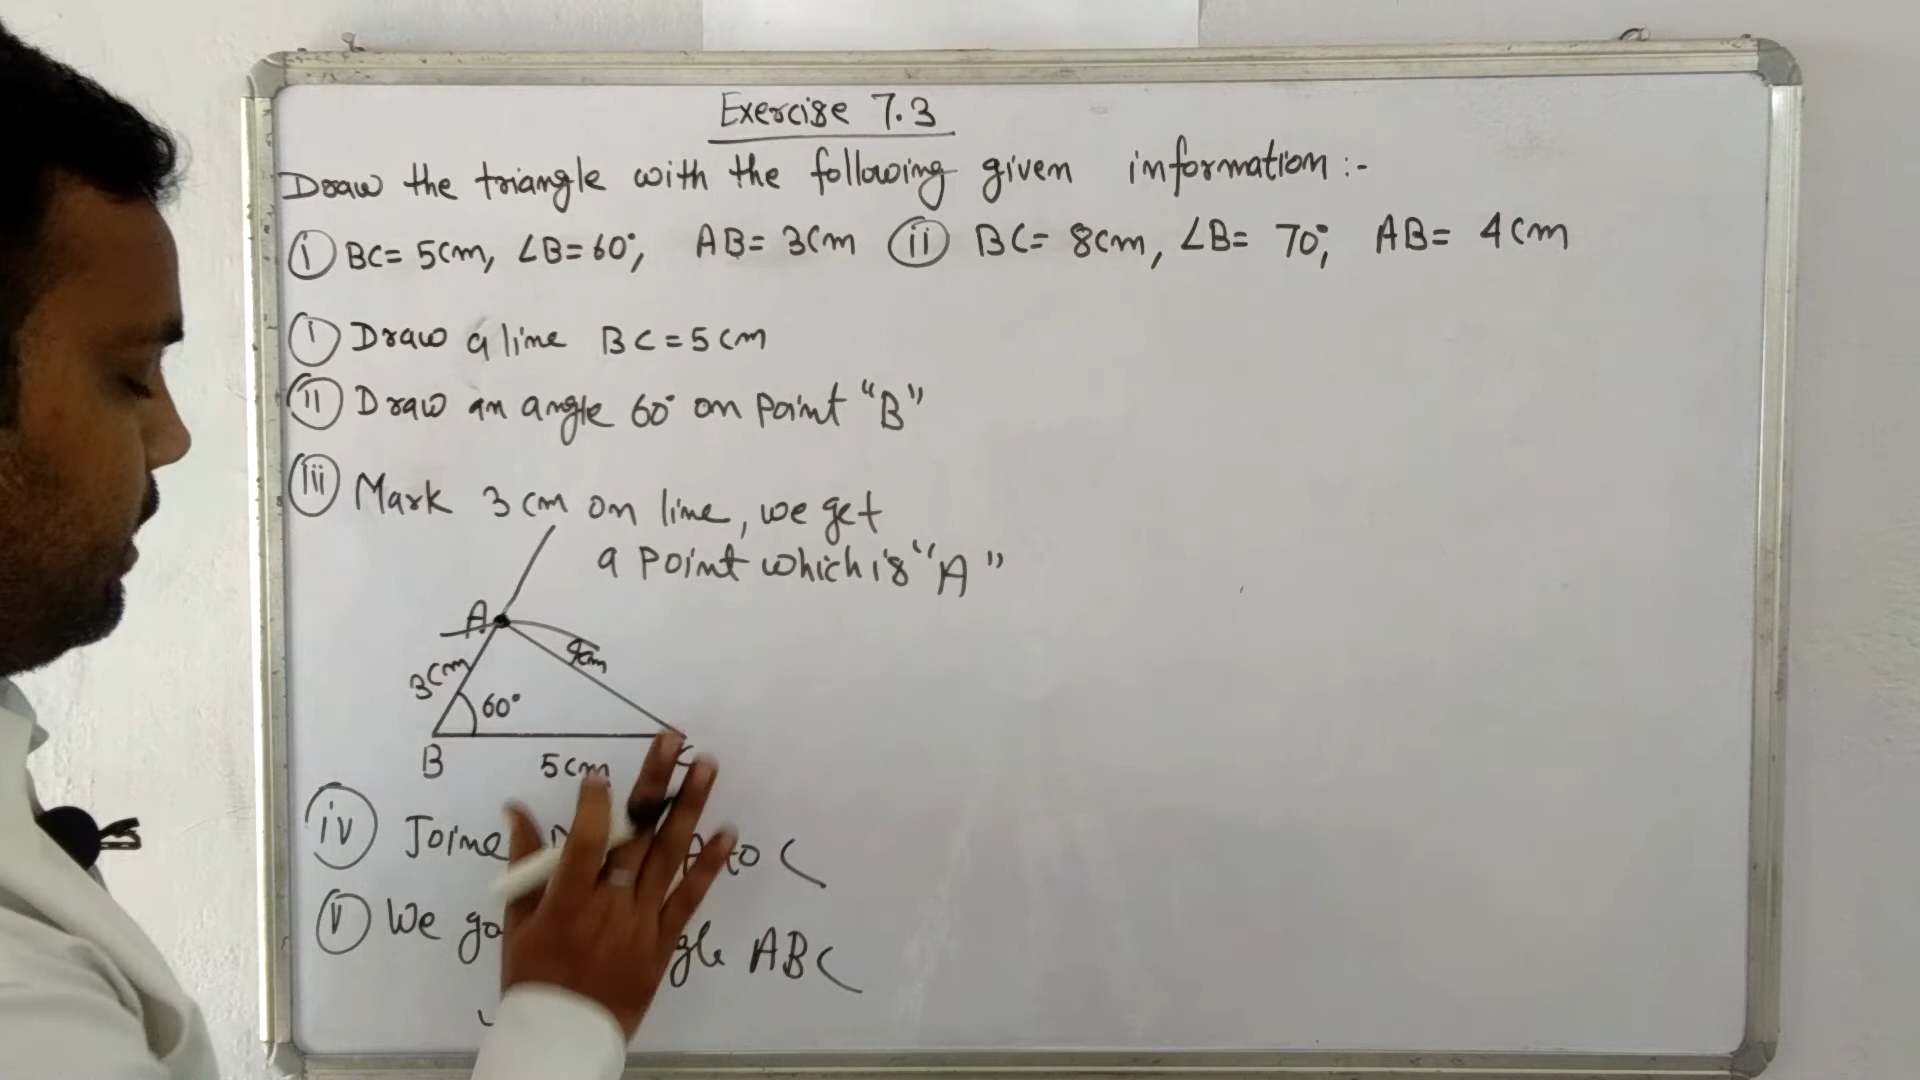 Exercise 7.3
Draw the triangle with the following given information:-
(i) BC= 5cm, ∠B=60°, AB= 3cm (ii) BC= 8cm, ∠B= 70°, AB= 4cm
(i) Draw a line BC=5cm
(ii) Draw an angle 60° on Point "B"
(iii) Mark 3cm on line, we get
a Point which is "A"
A
3cm
60°
B
5cm
C
(iv) Joine A to C
(v) We ABC